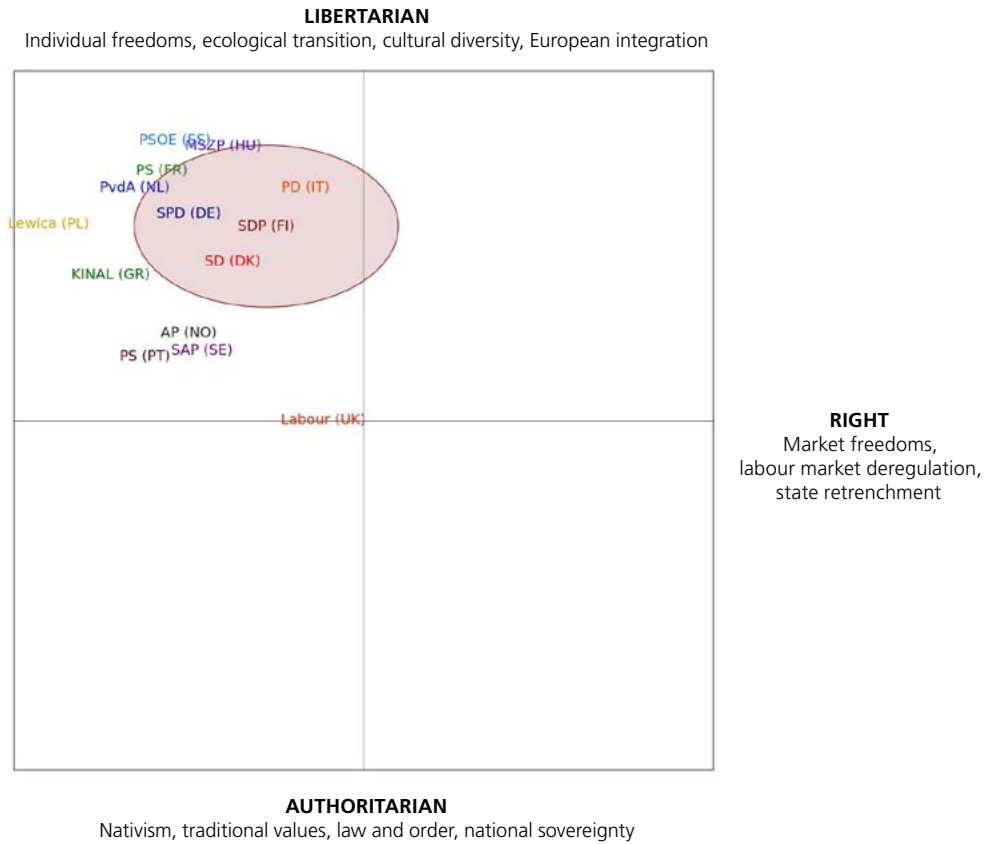 LIBERTARIAN
Individual freedoms, ecological transition, cultural diversity, European integration
PSOE (ES)
MSZP (HU)
PS (FR)
PvdA (NL)
PD (IT)
SPD (DE)
Lewica (PL)
SDP (FI)
SD (DK)
KINAL (GR)
AP (NO)
SAP (SE)
PS (PT)
Labour (UK)
RIGHT
Market freedoms,
labour market deregulation,
state retrenchment
AUTHORITARIAN
Nativism, traditional values, law and order, national sovereignty